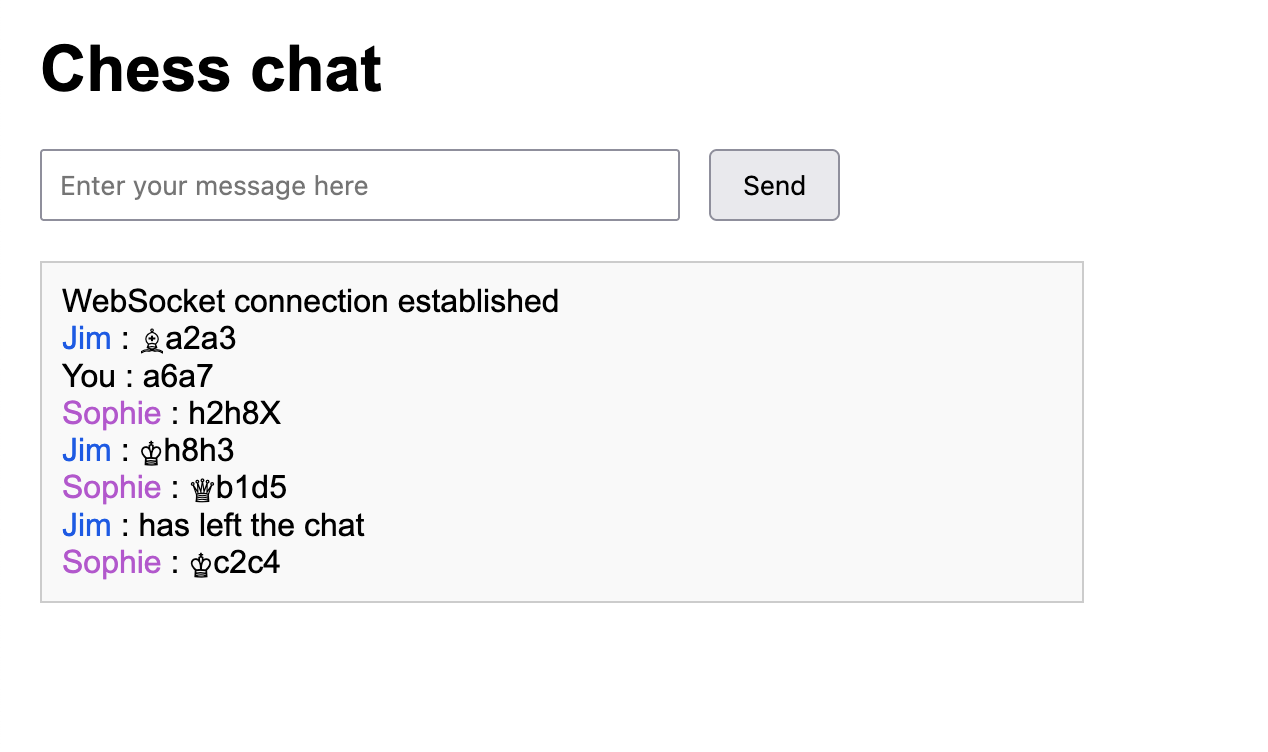 Chess chat
Enter your message here
Send
WebSocket connection established
Jim : ♗a2a3
You : a6a7
Sophie : h2h8X
Jim : ♔h8h3
Sophie : ♕b1d5
Jim : has left the chat
Sophie : ♔c2c4